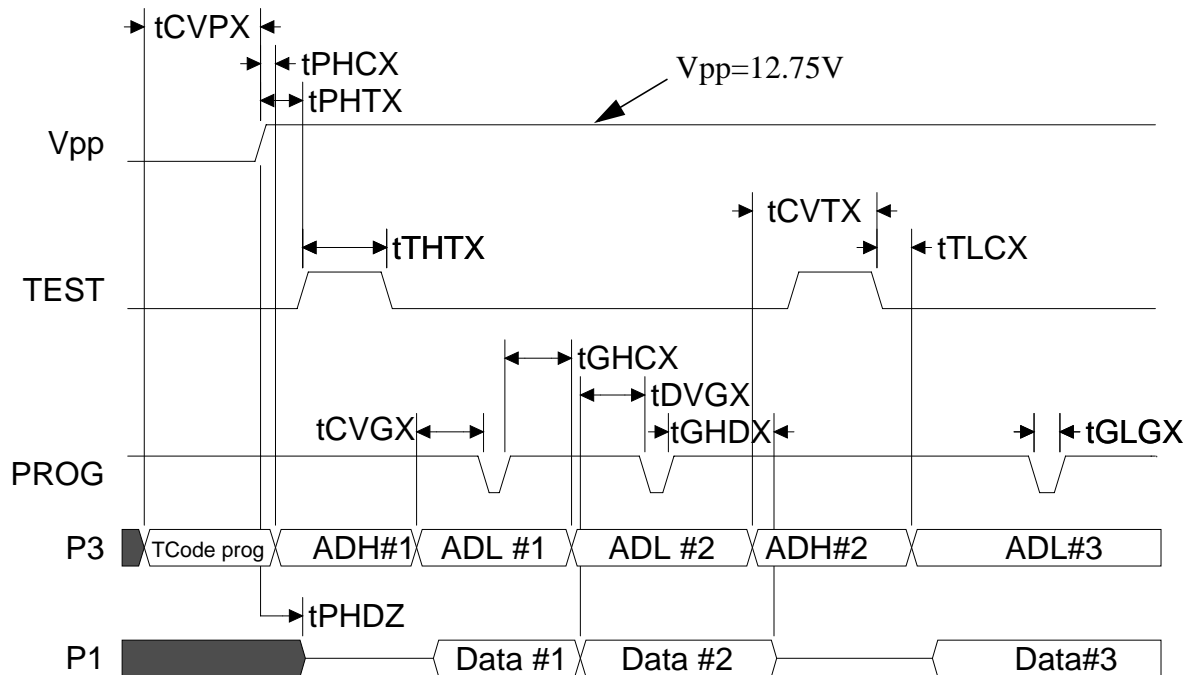 tCVPX
tPHCX
Vpp=12.75V
tPHTX
Vpp
tCVTX
tTHTX
tTLCX
TEST
tGHCX
tDVGX
tCVGX
tGHDX
tGLGX
PROG
P3
TCode prog
ADH#1
ADL #1
ADL #2
ADH#2
ADL#3
tPHDZ
P1
Data #1
Data #2
Data#3